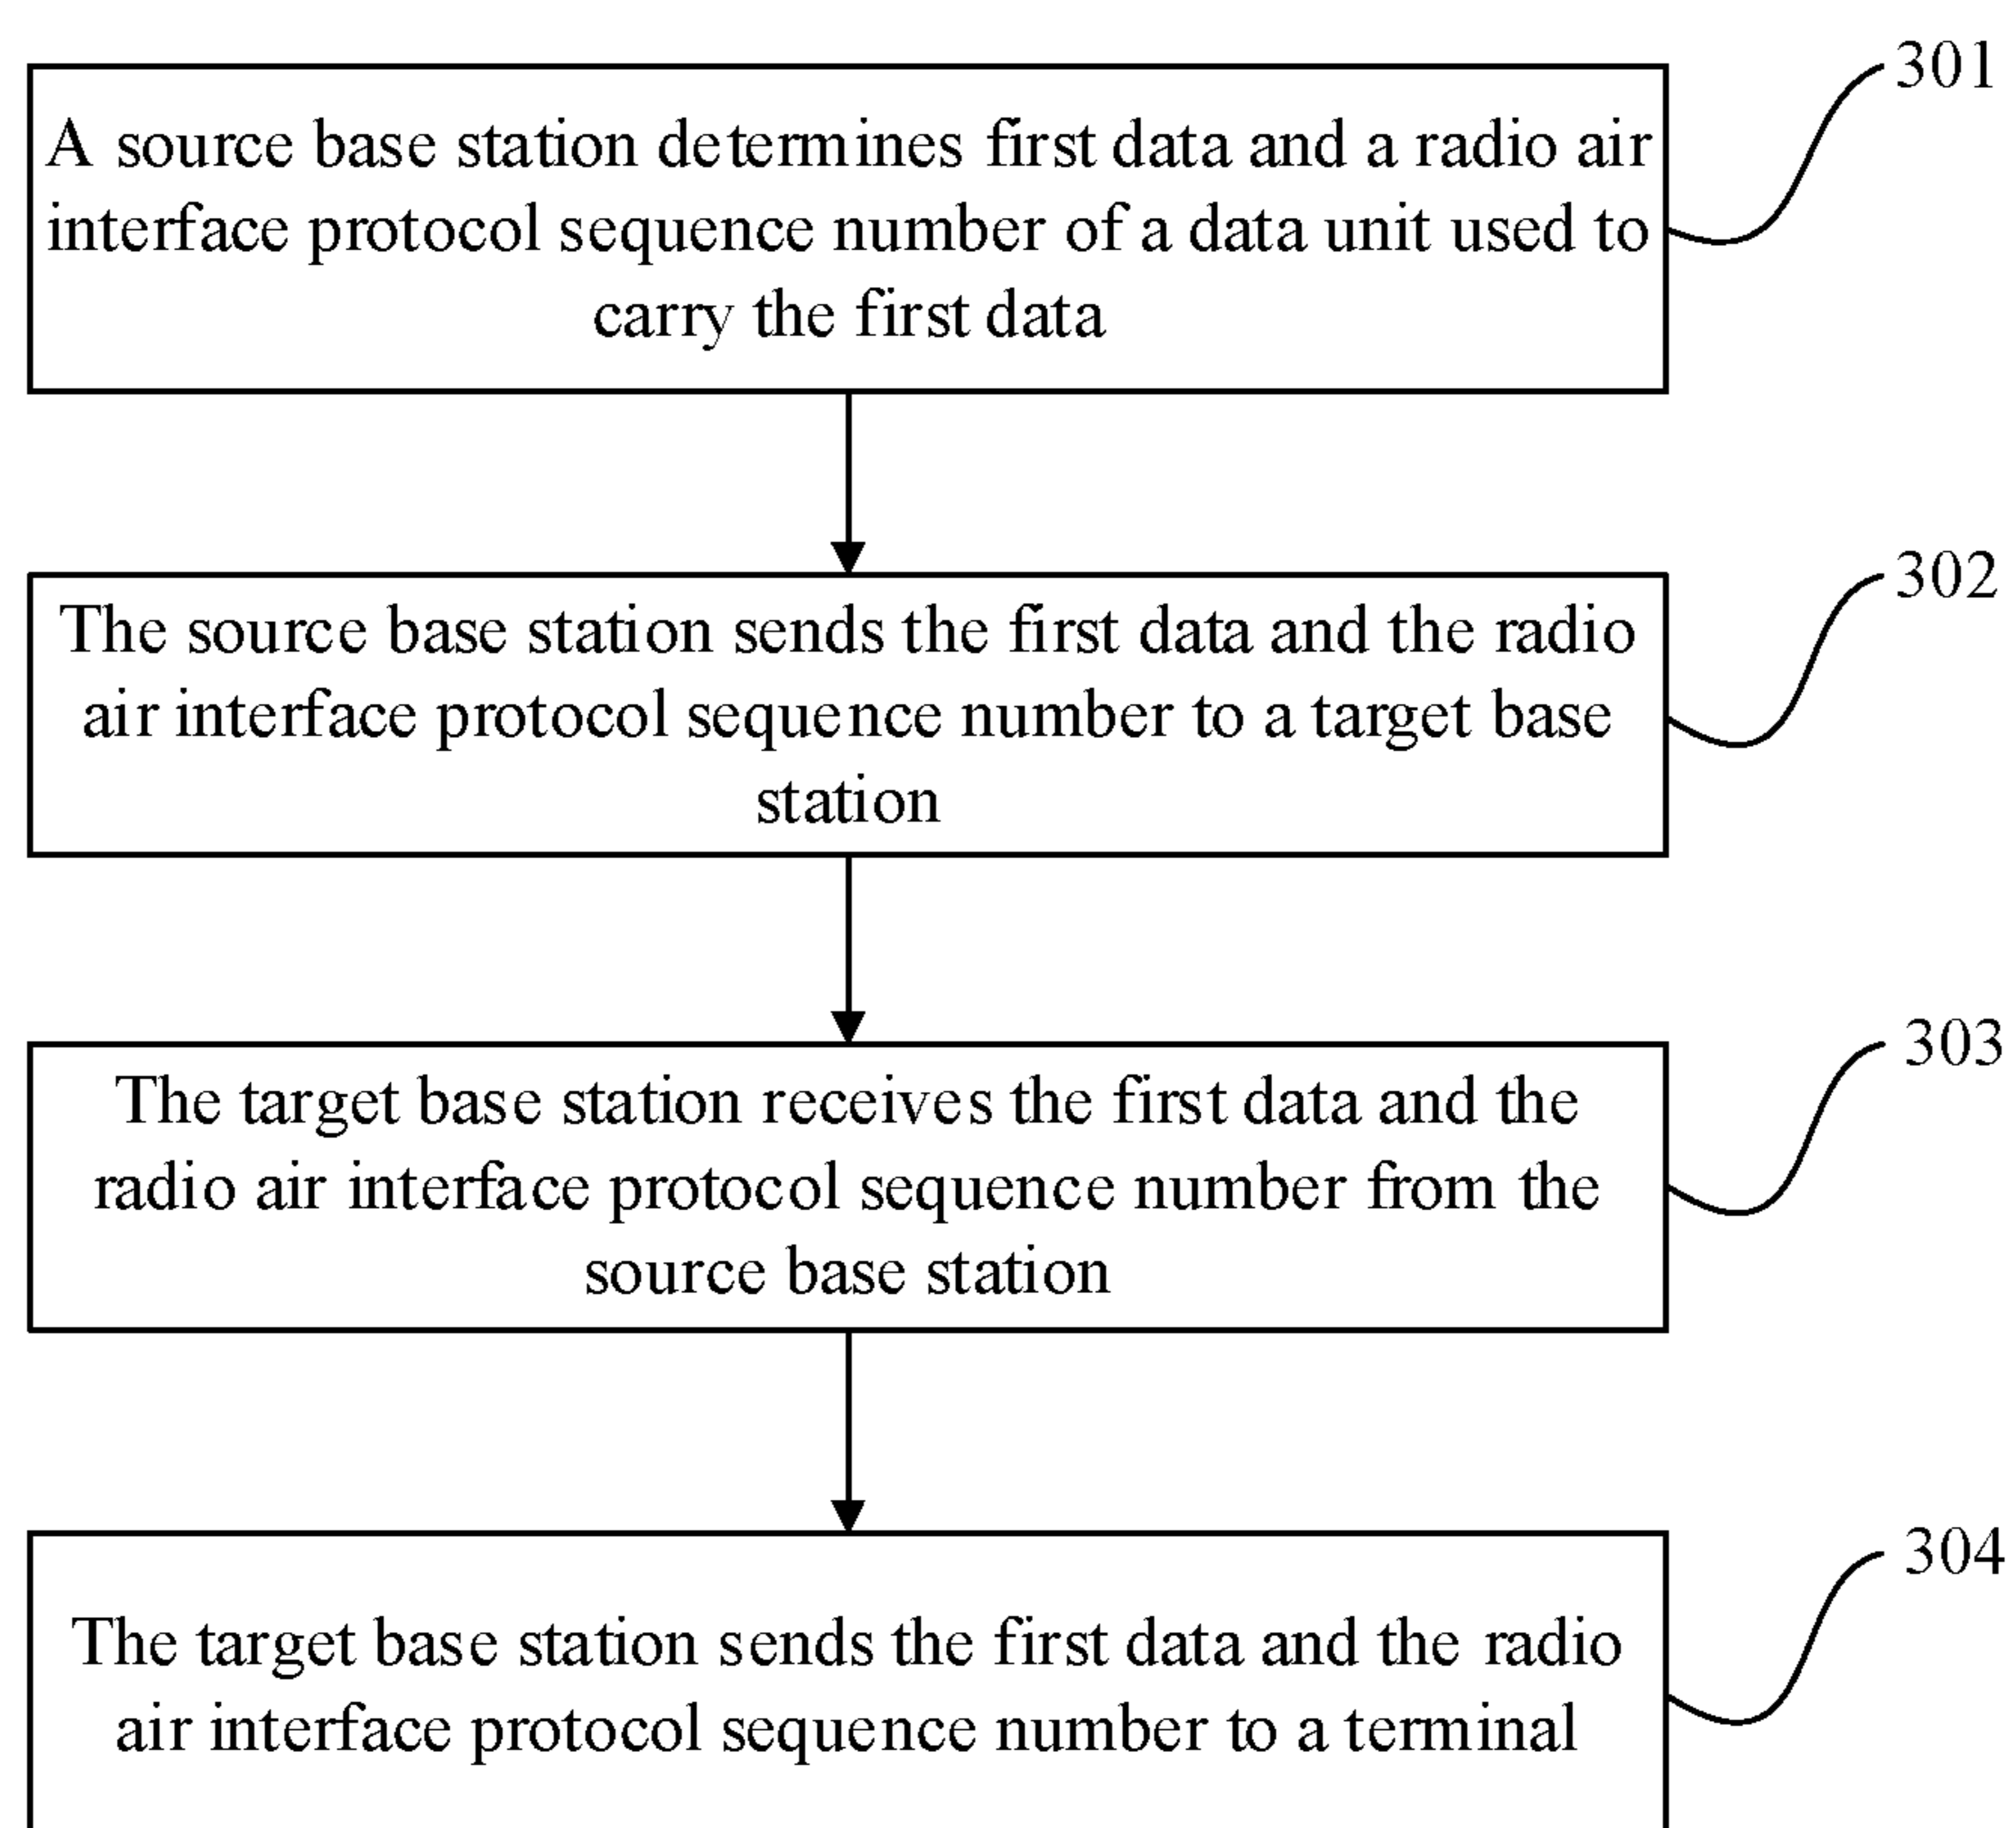 301
A source base station determines first data and a radio air
interface protocol sequence number of a data unit used to
carry the first data
302
The source base station sends the first data and the radio
air interface protocol sequence number to a target base
station
303
The target base station receives the first data and the
radio air interface protocol sequence number from the
source base station
304
The target base station sends the first data and the radio
air interface protocol sequence number to a terminal